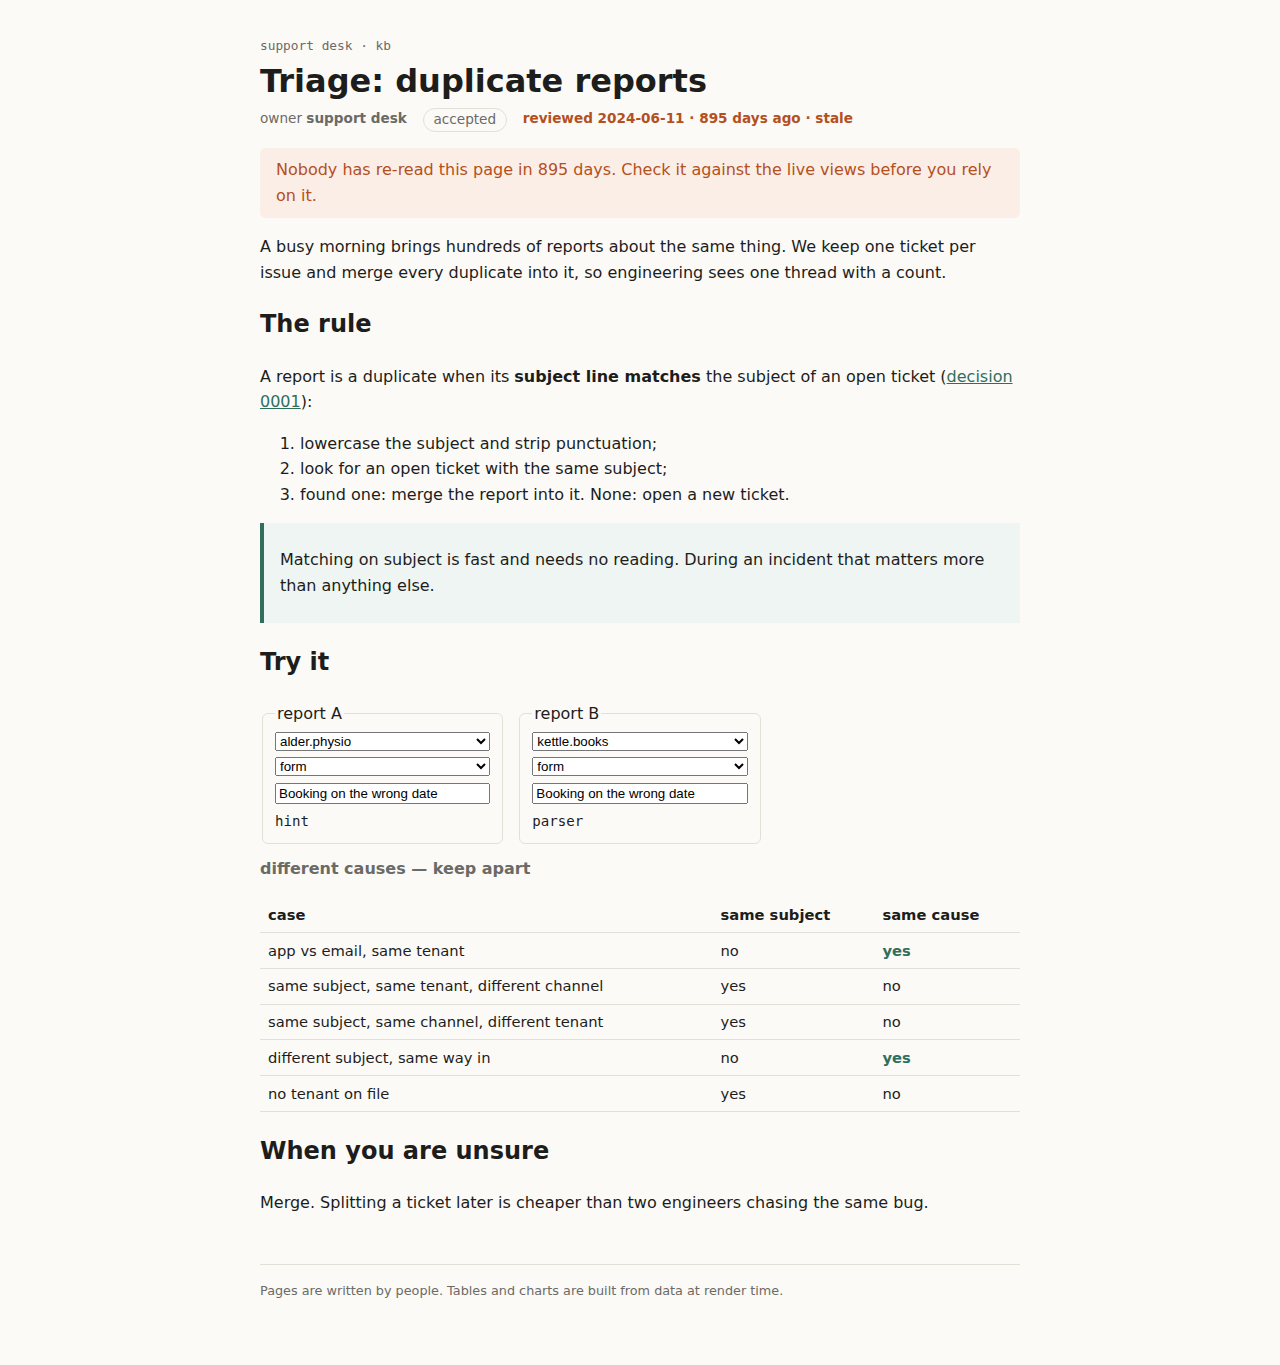 support desk · kb
Triage: duplicate reports
owner support desk accepted reviewed 2024-06-11 · 895 days ago · stale
Nobody has re-read this page in 895 days. Check it against the live views before you rely
on it.
A busy morning brings hundreds of reports about the same thing. We keep one ticket per
issue and merge every duplicate into it, so engineering sees one thread with a count.
The rule
A report is a duplicate when its subject line matches the subject of an open ticket (decision
0001):
1. lowercase the subject and strip punctuation;
2. look for an open ticket with the same subject;
3. found one: merge the report into it. None: open a new ticket.
Matching on subject is fast and needs no reading. During an incident that matters more
than anything else.
Try it
report A
alder.physio
form
Booking on the wrong date
hint
report B
kettle.books
form
Booking on the wrong date
parser
different causes — keep apart
case same subject same cause
app vs email, same tenant no yes
same subject, same tenant, different channel yes no
same subject, same channel, different tenant yes no
different subject, same way in no yes
no tenant on file yes no
When you are unsure
Merge. Splitting a ticket later is cheaper than two engineers chasing the same bug.
Pages are written by people. Tables and charts are built from data at render time.